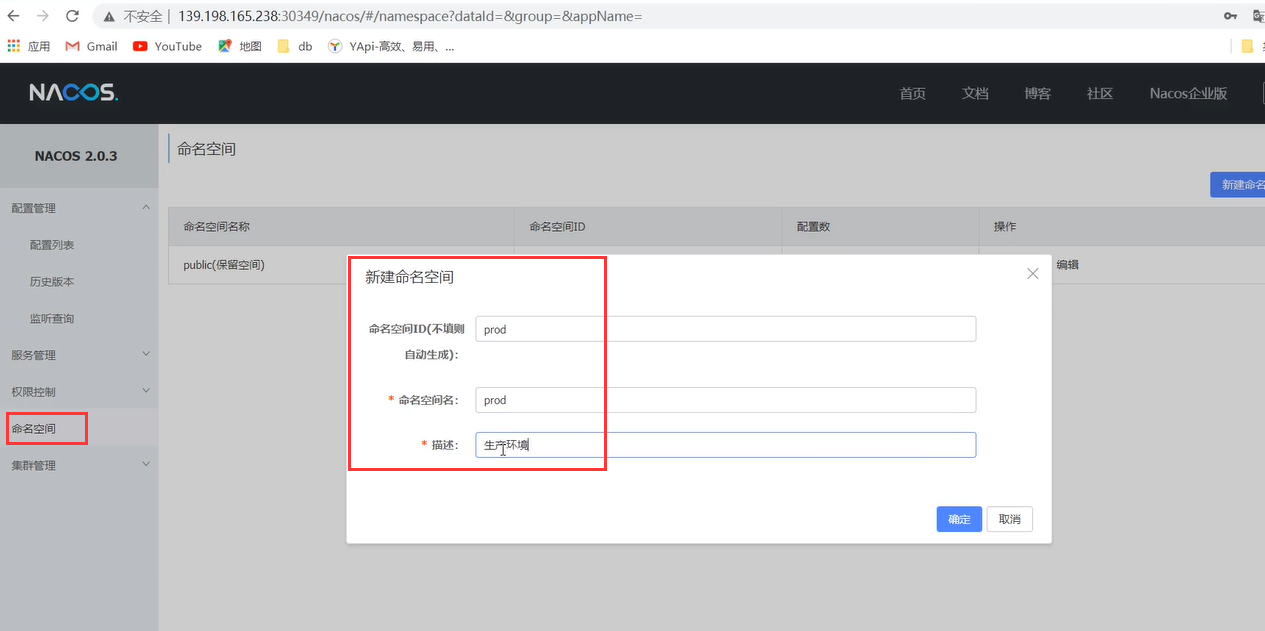 不安全 139.198.165.238:30349/nacos/#/namespace?dataId=&group=&appName=
应用 Gmail YouTube 地图 db YApi-高效、易用、...
NACOS. 首页 文档 博客 社区 Nacos企业版
NACOS 2.0.3
配置管理
配置列表
历史版本
监听查询
服务管理
权限控制
命名空间
集群管理
命名空间
新建命名
命名空间名称 命名空间ID 配置数 操作
public(保留空间) 编辑
新建命名空间
命名空间ID(不填则 prod
自动生成):
* 命名空间名: prod
* 描述: 生产环境
确定 取消